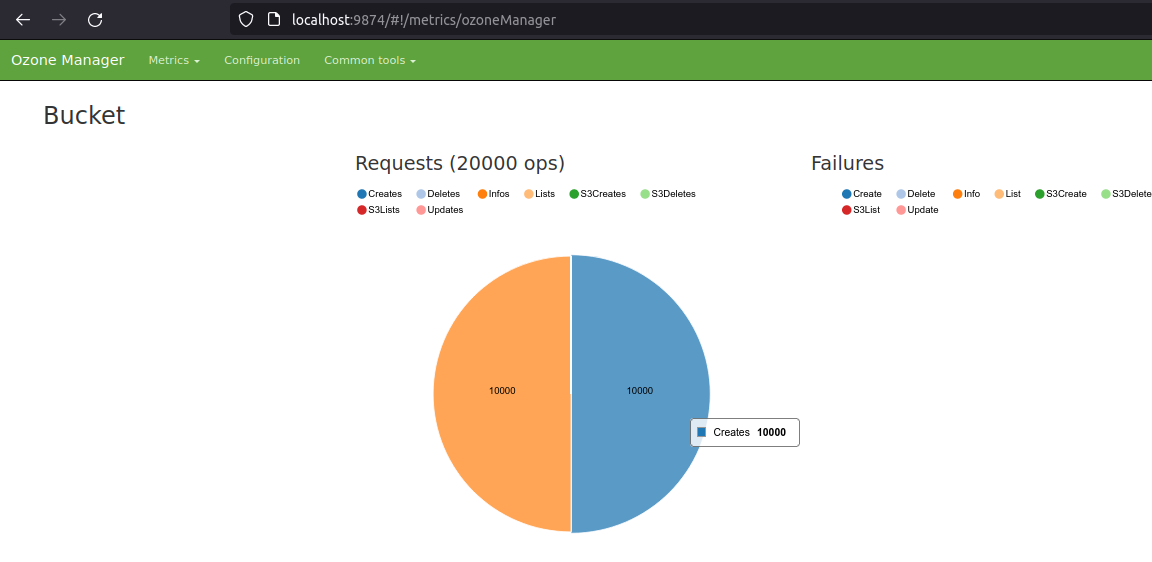 localhost:9874/#!/metrics/ozoneManager
Ozone Manager Metrics Configuration Common tools
Bucket
Requests (20000 ops)
Creates Deletes Infos Lists S3Creates S3Deletes
S3Lists Updates
10000 10000
Creates 10000
Failures
Create Delete Info List S3Create S3Delete
S3List Update